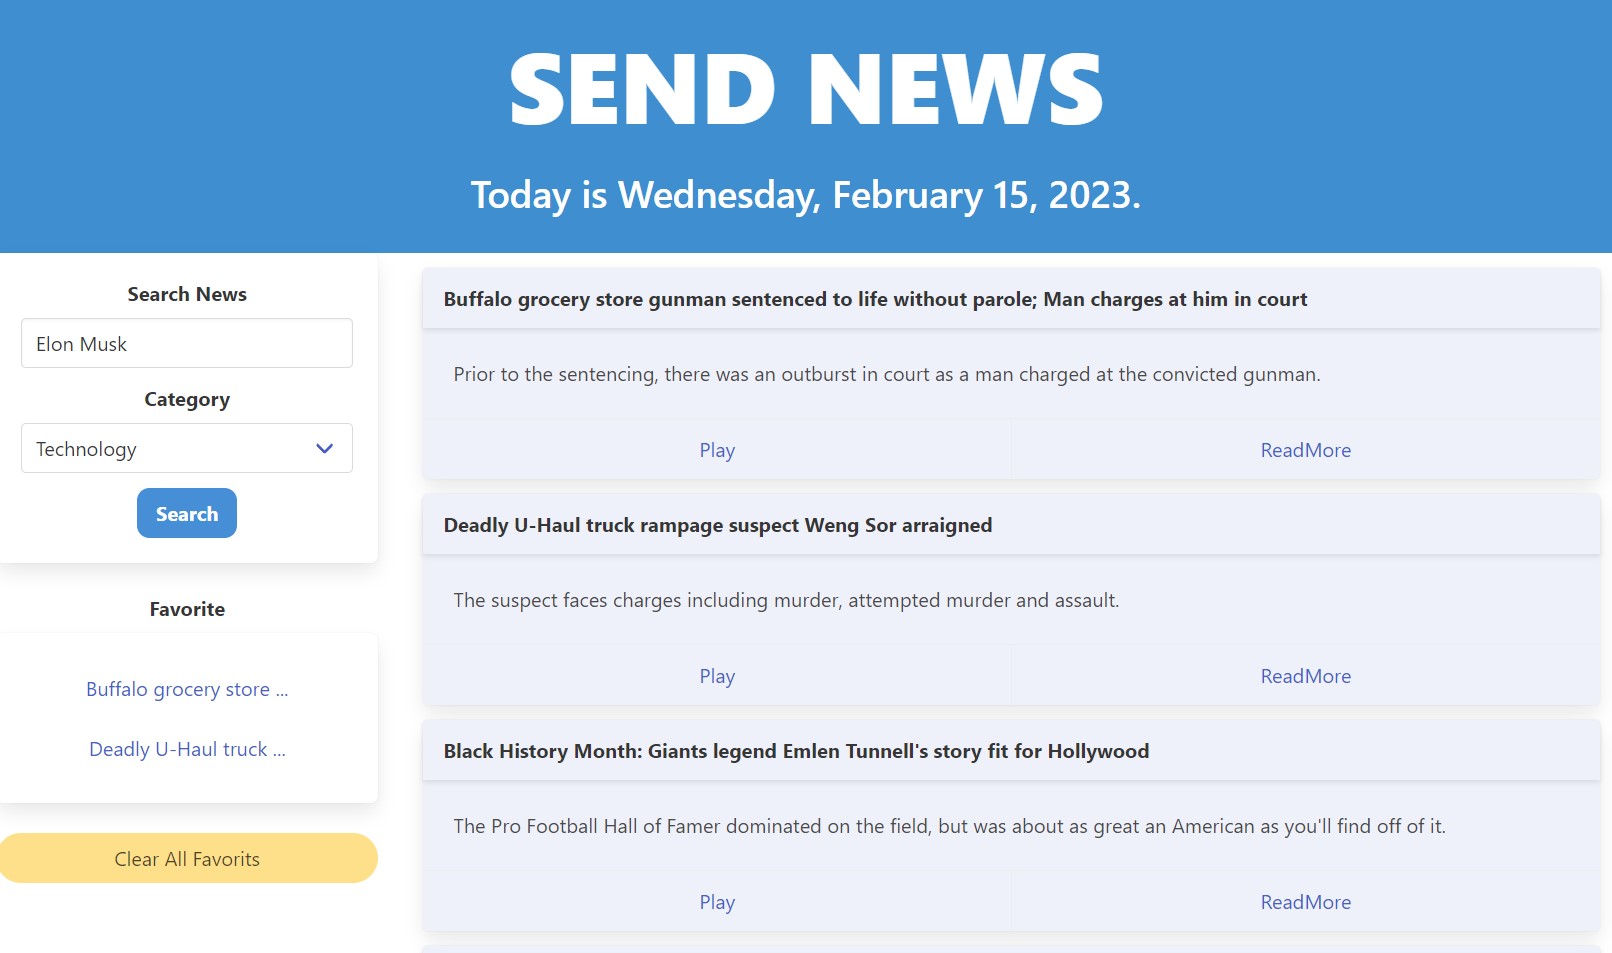 SEND NEWS
Today is Wednesday, February 15, 2023.
Search News
Elon Musk
Category
Technology
Search
Favorite
Buffalo grocery store ...
Deadly U-Haul truck ...
Clear All Favorits
Buffalo grocery store gunman sentenced to life without parole; Man charges at him in court
Prior to the sentencing, there was an outburst in court as a man charged at the convicted gunman.
Play
ReadMore
Deadly U-Haul truck rampage suspect Weng Sor arraigned
The suspect faces charges including murder, attempted murder and assault.
Play
ReadMore
Black History Month: Giants legend Emlen Tunnell's story fit for Hollywood
The Pro Football Hall of Famer dominated on the field, but was about as great an American as you'll find off of it.
Play
ReadMore